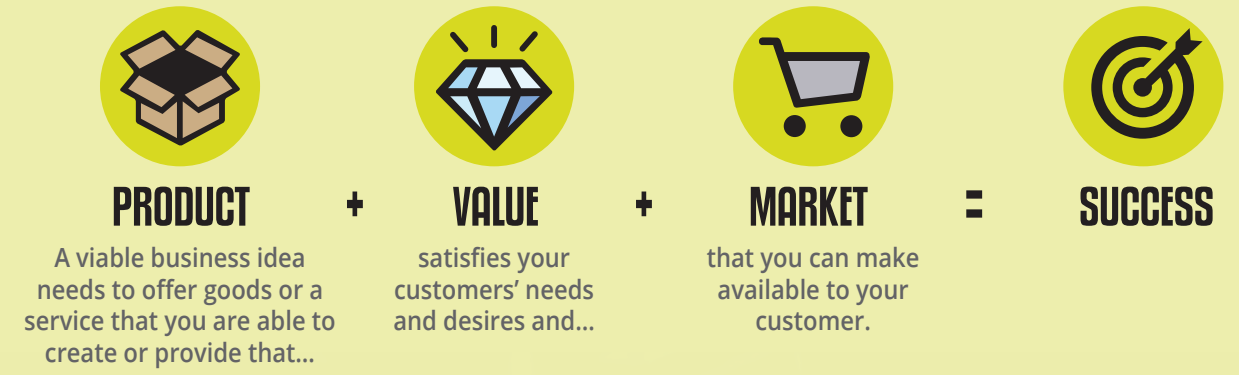 PRODUCT + VALUE + MARKET = SUCCESS
A viable business idea
needs to offer goods or a
service that you are able to
create or provide that...
satisfies your
customers’ needs
and desires and...
that you can make
available to your
customer.